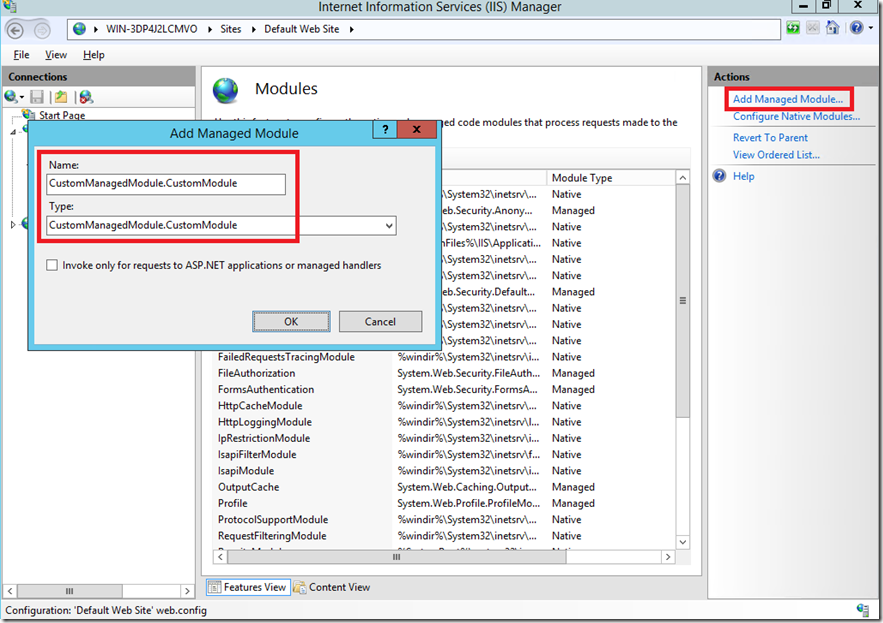 Internet Information Services (IIS) Manager
WIN-3DP4J2LCMVO Sites Default Web Site
File View Help
Connections
Start Page
Modules
managed code modules that process requests made to the
Add Managed Module
? X
Name:
CustomManagedModule.CustomModule
Type:
CustomManagedModule.CustomModule
Invoke only for requests to ASP.NET applications or managed handlers
OK Cancel
Module Type
\System32\inetsrv\... Native
eb.Security.Anony... Managed
\System32\inetsrv\... Native
mFiles%\IIS\Applicati... Native
\System32\inetsrv\... Native
\System32\inetsrv\... Native
eb.Security.Default... Managed
\System32\inetsrv\... Native
\System32\inetsrv\... Native
\System32\inetsrv\... Native
FailedRequestsTracingModule %windir%\System32\inetsrv\i... Native
FileAuthorization System.Web.Security.FileAuth... Managed
FormsAuthentication System.Web.Security.FormsA... Managed
HttpCacheModule %windir%\System32\inetsrv\... Native
HttpLoggingModule %windir%\System32\inetsrv\l... Native
IpRestrictionModule %windir%\System32\inetsrv\... Native
IsapiFilterModule %windir%\System32\inetsrv\f... Native
IsapiModule %windir%\System32\inetsrv\... Native
OutputCache System.Web.Caching.Output... Managed
Profile System.Web.Profile.ProfileMo... Managed
ProtocolSupportModule %windir%\System32\inetsrv\... Native
RequestFilteringModule %windir%\System32\inetsrv\... Native
Features View Content View
Actions
Add Managed Module...
Configure Native Modules...
Revert To Parent
View Ordered List...
Help
Configuration: 'Default Web Site' web.config